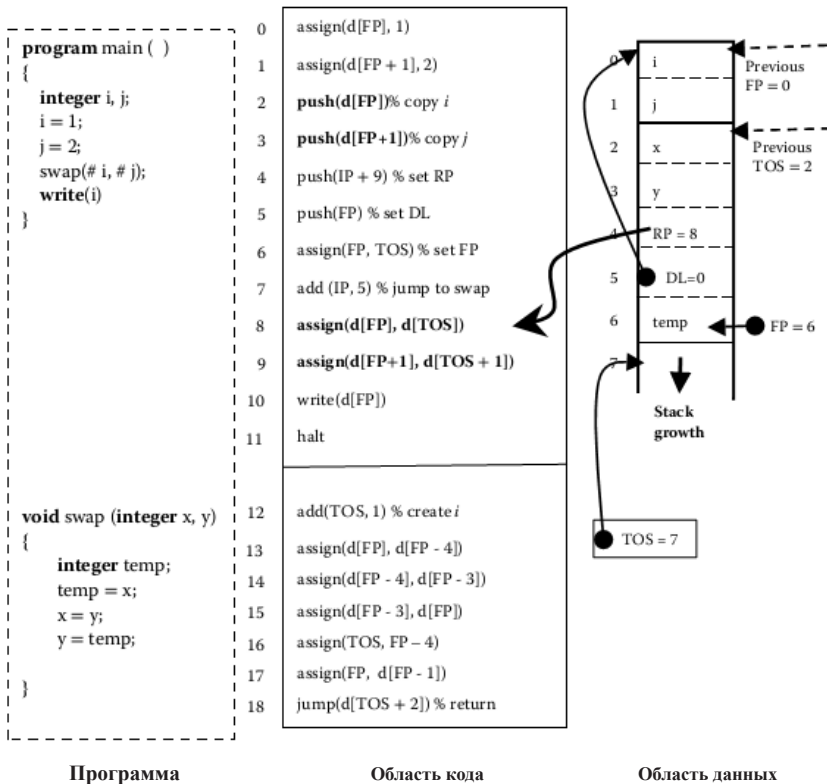 program main ( )
{
integer i, j;
i = 1;
j = 2;
swap(# i, # j);
write(i)
}
void swap (integer x, y)
{
integer temp;
temp = x;
x = y;
y = temp;
}
0 assign(d[FP], 1)
1 assign(d[FP + 1], 2)
2 push(d[FP])% copy i
3 push(d[FP+1])% copy j
4 push(IP + 9) % set RP
5 push(FP) % set DL
6 assign(FP, TOS) % set FP
7 add (IP, 5) % jump to swap
8 assign(d[FP], d[TOS])
9 assign(d[FP+1], d[TOS + 1])
10 write(d[FP])
11 halt
12 add(TOS, 1) % create i
13 assign(d[FP], d[FP - 4])
14 assign(d[FP - 4], d[FP - 3])
15 assign(d[FP - 3], d[FP])
16 assign(TOS, FP – 4)
17 assign(FP, d[FP - 1])
18 jump(d[TOS + 2]) % return
0 i
1 j
2 x
3 y
4 RP = 8
5 DL=0
6 temp
7
Previous
FP = 0
Previous
TOS = 2
FP = 6
Stack
growth
TOS = 7
Программа
Область кода
Область данных